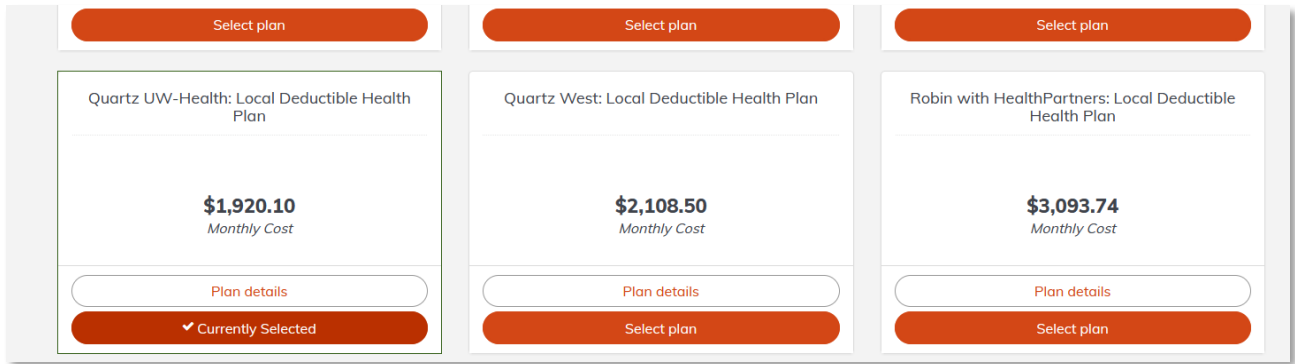 Select plan
Select plan
Select plan
Quartz UW-Health: Local Deductible Health
Plan
$1,920.10
Monthly Cost
Plan details
Currently Selected
Quartz West: Local Deductible Health Plan
$2,108.50
Monthly Cost
Plan details
Select plan
Robin with HealthPartners: Local Deductible
Health Plan
$3,093.74
Monthly Cost
Plan details
Select plan